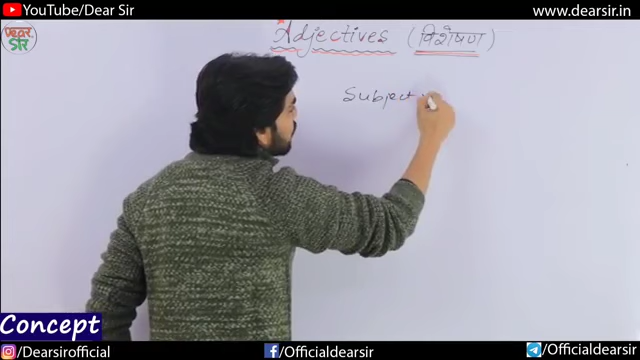 YouTube/Dear Sir
www.dearsir.in
Dear
SIR
Adjectives (विशेषण)
Subject
Concept
/Dearsirofficial
/Officialdearsir
/Officialdearsir